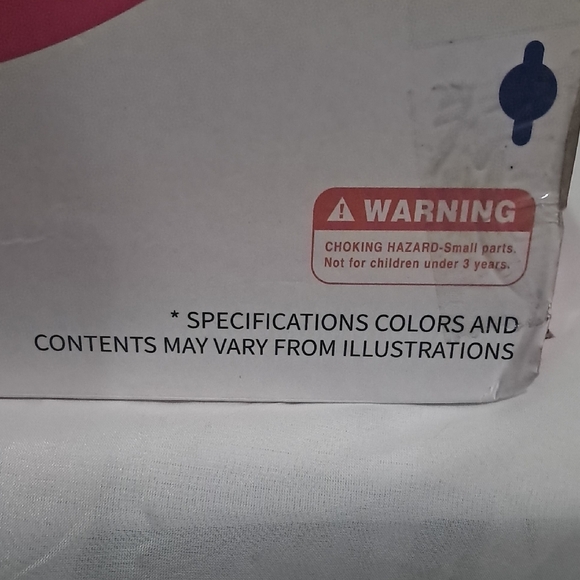 WARNING
CHOKING HAZARD-Small parts.
Not for children under 3 years.
* SPECIFICATIONS COLORS AND
CONTENTS MAY VARY FROM ILLUSTRATIONS